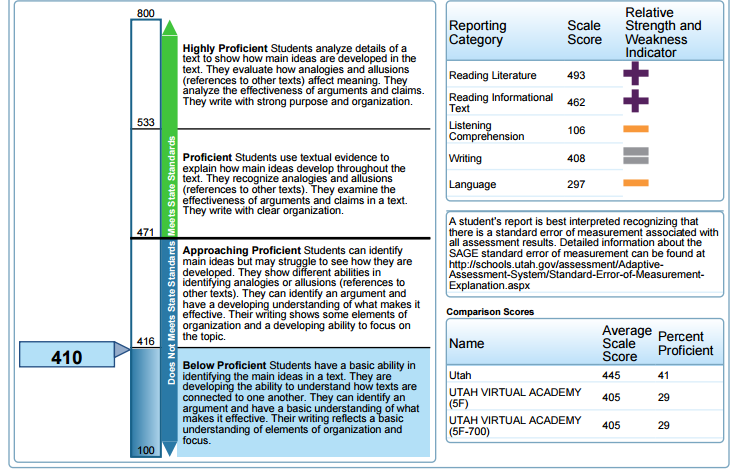 800
Highly Proficient Students analyze details of a
text to show how main ideas are developed in the
text. They evaluate how analogies and allusions
(references to other texts) affect meaning. They
analyze the effectiveness of arguments and claims.
They write with strong purpose and organization.
533
Proficient Students use textual evidence to
explain how main ideas develop throughout the
text. They recognize analogies and allusions
(references to other texts). They examine the
effectiveness of arguments and claims in a text.
They write with clear organization.
Meets State Standards
471
Approaching Proficient Students can identify
main ideas but may struggle to see how they are
developed. They show different abilities in
identifying analogies or allusions (references to
other texts). They can identify an argument and
have a developing understanding of what makes it
effective. Their writing shows some elements of
organization and a developing ability to focus on
the topic.
Does Not Meets State Standards
416
410
Below Proficient Students have a basic ability in
identifying the main ideas in a text. They are
developing the ability to understand how texts are
connected to one another. They can identify an
argument and have a basic understanding of what
makes it effective. Their writing reflects a basic
understanding of elements of organization and
focus.
100
Reporting Category Scale Score Relative Strength and Weakness Indicator
Reading Literature 493
Reading Informational Text 462
Listening Comprehension 106
Writing 408
Language 297
A student's report is best interpreted recognizing that
there is a standard error of measurement associated with
all assessment results. Detailed information about the
SAGE standard error of measurement can be found at
http://schools.utah.gov/assessment/Adaptive-
Assessment-System/Standard-Error-of-Measurement-
Explanation.aspx
Comparison Scores
Name Average Scale Score Percent Proficient
Utah 445 41
UTAH VIRTUAL ACADEMY (5F) 405 29
UTAH VIRTUAL ACADEMY (5F-700) 405 29